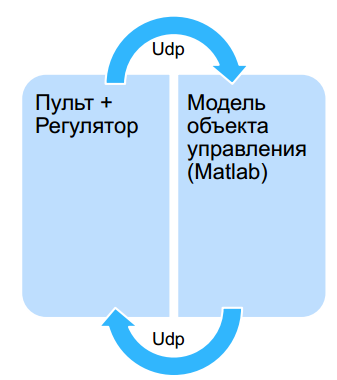 Udp
Пульт +
Регулятор
Модель
объекта
управления
(Matlab)
Udp